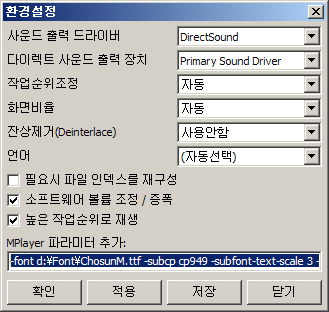 환경설정
사운드 출력 드라이버 DirectSound
다이렉트 사운드 출력 장치 Primary Sound Driver
작업순위조정 자동
화면비율 자동
잔상제거(Deinterlace) 사용안함
언어 (자동선택)
필요시 파일 인덱스를 재구성
소프트웨어 볼륨 조정 / 증폭
높은 작업순위로 재생
MPlayer 파라미터 추가:
-font d:\Font\ChosunM.ttf -subcp cp949 -subfont-text-scale 3 -
확인 적용 저장 닫기